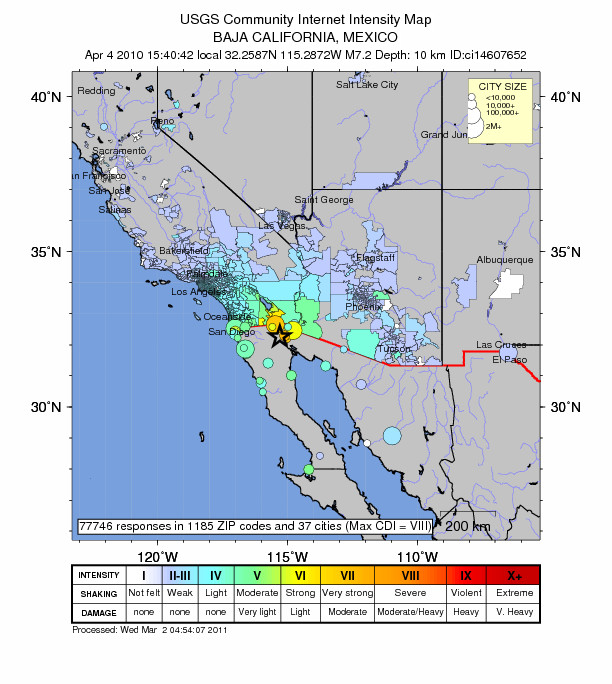 USGS Community Internet Intensity Map
BAJA CALIFORNIA, MEXICO
Apr 4 2010 15:40:42 local 32.2587N 115.2872W M7.2 Depth: 10 km ID:ci14607652
CITY SIZE
<10,000
10,000+
100,000+
2M+
40˚N
40˚N
Redding
Salt Lake City
Reno
Grand Jun
Sacramento
an Francisco
San Jose
Salinas
Saint George
Las Vegas
35˚N
35˚N
Bakersfield
Flagstaff
Albuquerque
Palmdale
Los Angeles
Phoenix
Oceanside
San Diego
Tucson
Las Cruces
El Paso
30˚N
30˚N
77746 responses in 1185 ZIP codes and 37 cities (Max CDI = VIII)
200 km
120˚W 115˚W 110˚W
INTENSITY I II-III IV V VI VII VIII IX X+
SHAKING Not felt Weak Light Moderate Strong Very strong Severe Violent Extreme
DAMAGE none none none Very light Light Moderate Moderate/Heavy Heavy V. Heavy
Processed: Wed Mar 2 04:54:07 2011